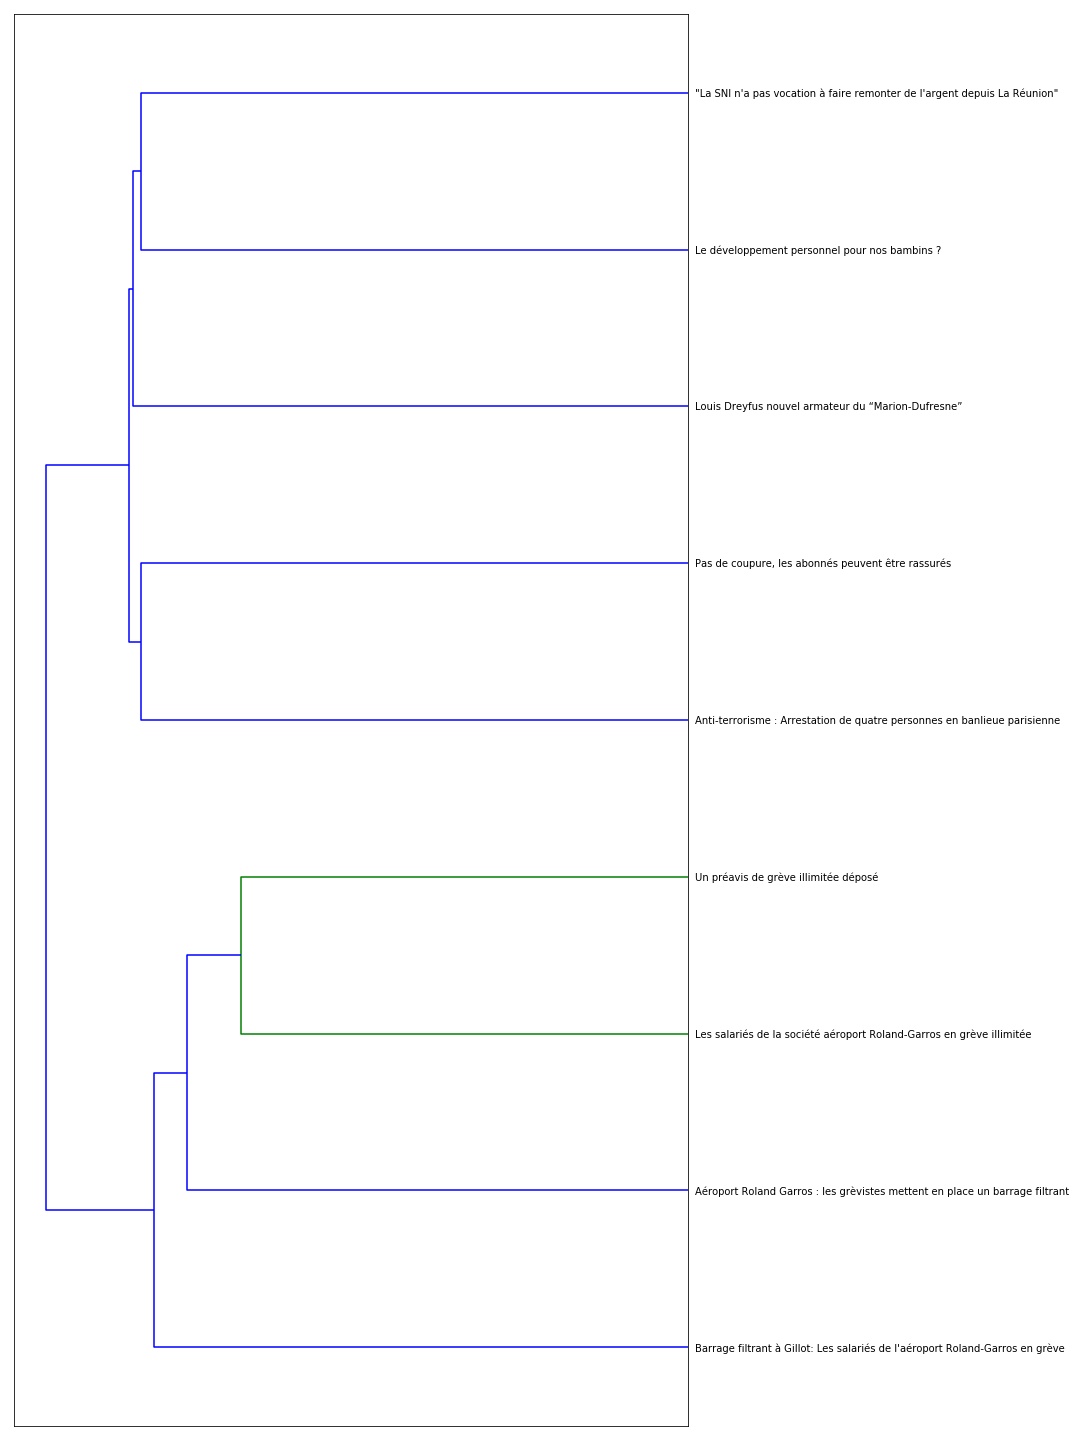 "La SNI n'a pas vocation à faire remonter de l'argent depuis La Réunion"
Le développement personnel pour nos bambins ?
Louis Dreyfus nouvel armateur du “Marion-Dufresne”
Pas de coupure, les abonnés peuvent être rassurés
Anti-terrorisme : Arrestation de quatre personnes en banlieue parisienne
Un préavis de grève illimitée déposé
Les salariés de la société aéroport Roland-Garros en grève illimitée
Aéroport Roland Garros : les grèvistes mettent en place un barrage filtrant
Barrage filtrant à Gillot: Les salariés de l'aéroport Roland-Garros en grève